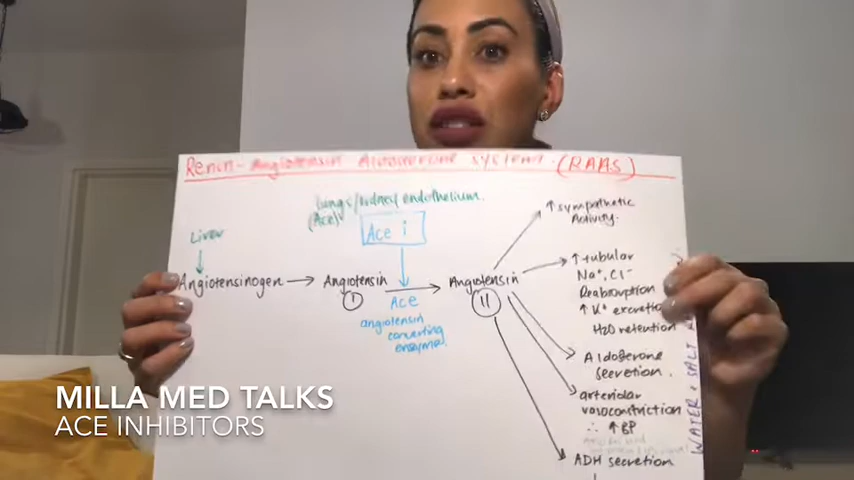 Renin-Angiotensin Aldosterone System (RAAS)
lungs/kidney endothelium.
(Ace)
Ace i
Liver
Angiotensinogen
Angiotensin
I
Ace
angiotensin
converting
enzyme.
Angiotensin
II
↑ sympathetic
Activity.
↑ tubular
Na⁺, Cl⁻
Reabsorption
↑ K⁺ excretion
H2O retention
Aldosterone
secretion.
arteriolar
vasoconstriction
∴ ↑ BP
ADH secretion
WATER + SALT
MILLA MED TALKS
ACE INHIBITORS